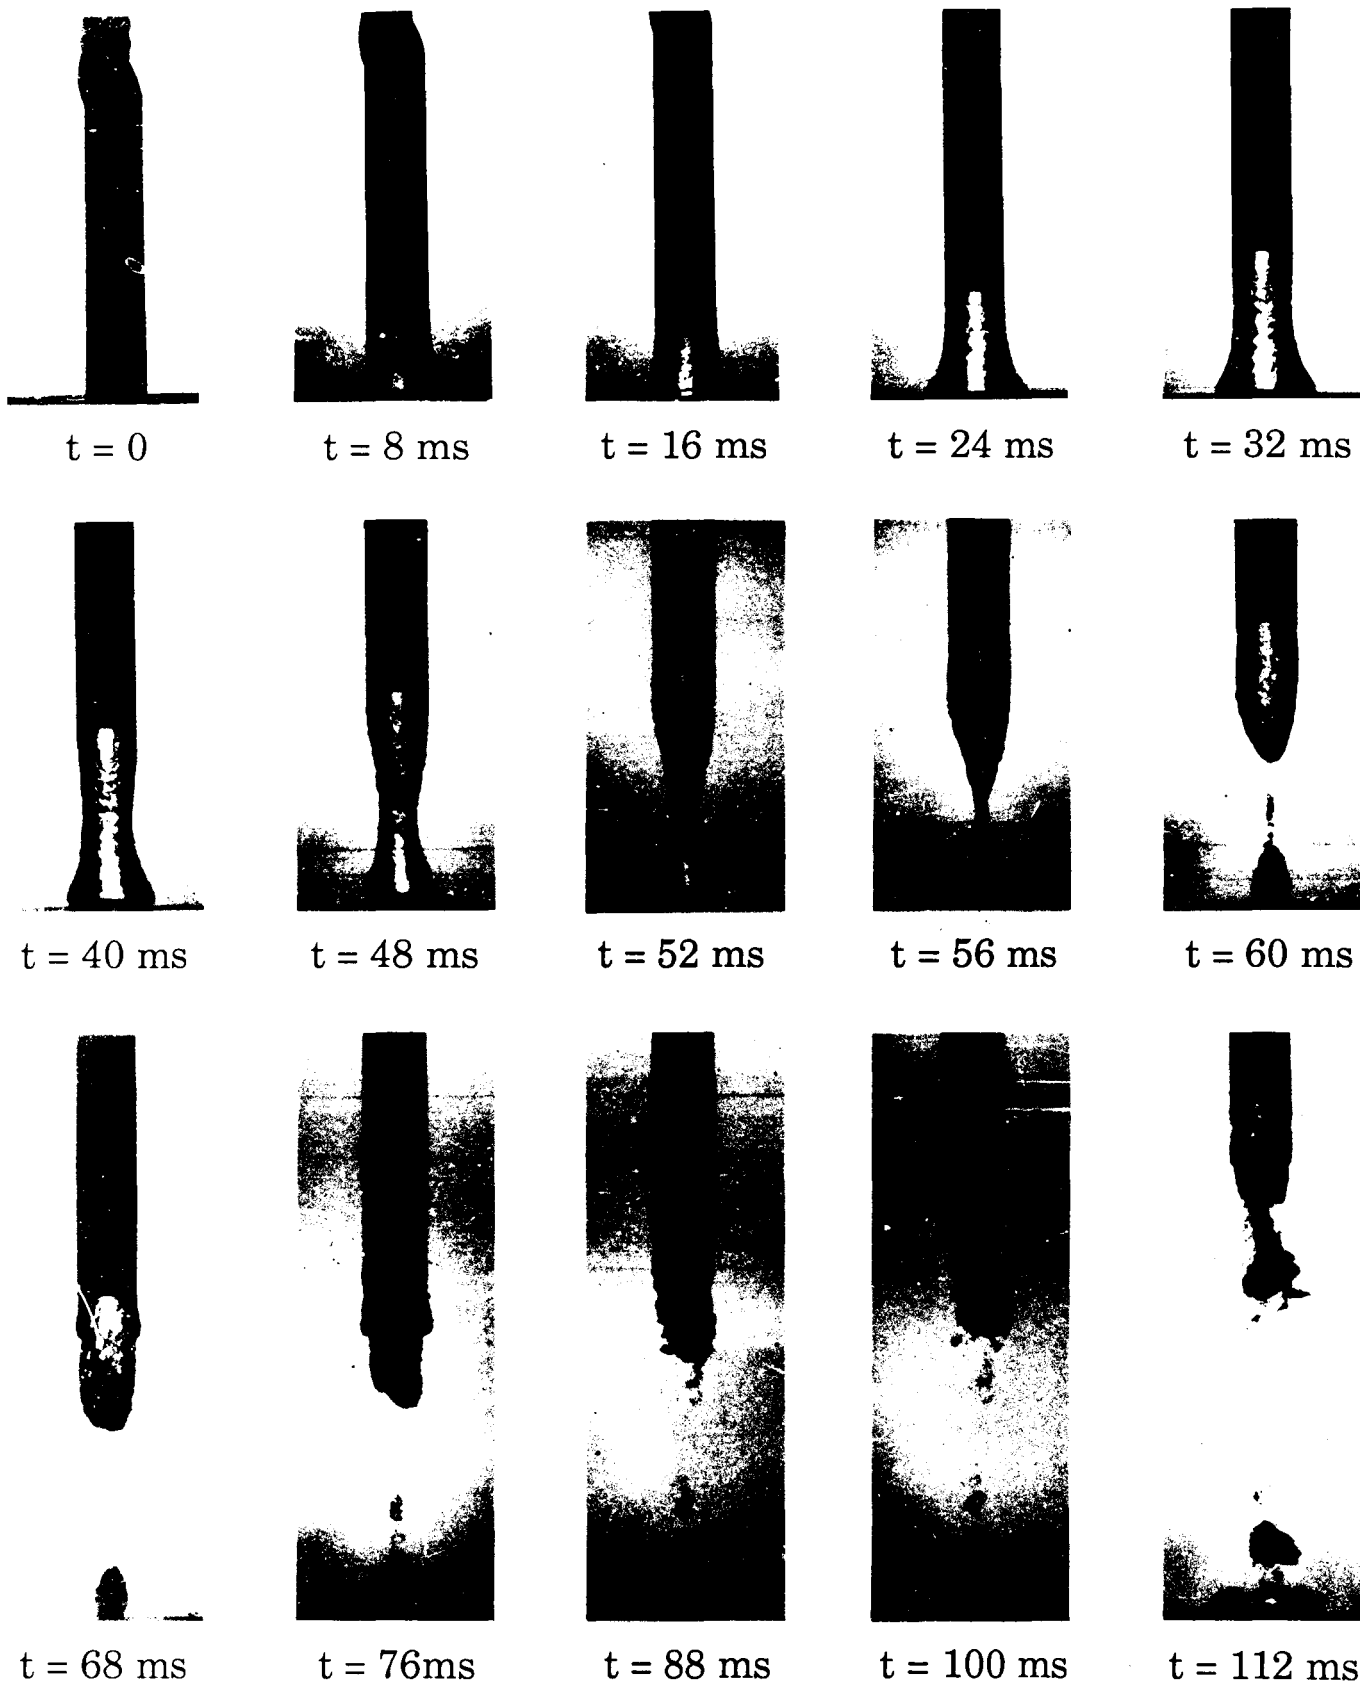 t = 0
t = 8 ms
t = 16 ms
t = 24 ms
t = 32 ms
t = 40 ms
t = 48 ms
t = 52 ms
t = 56 ms
t = 60 ms
t = 68 ms
t = 76ms
t = 88 ms
t = 100 ms
t = 112 ms